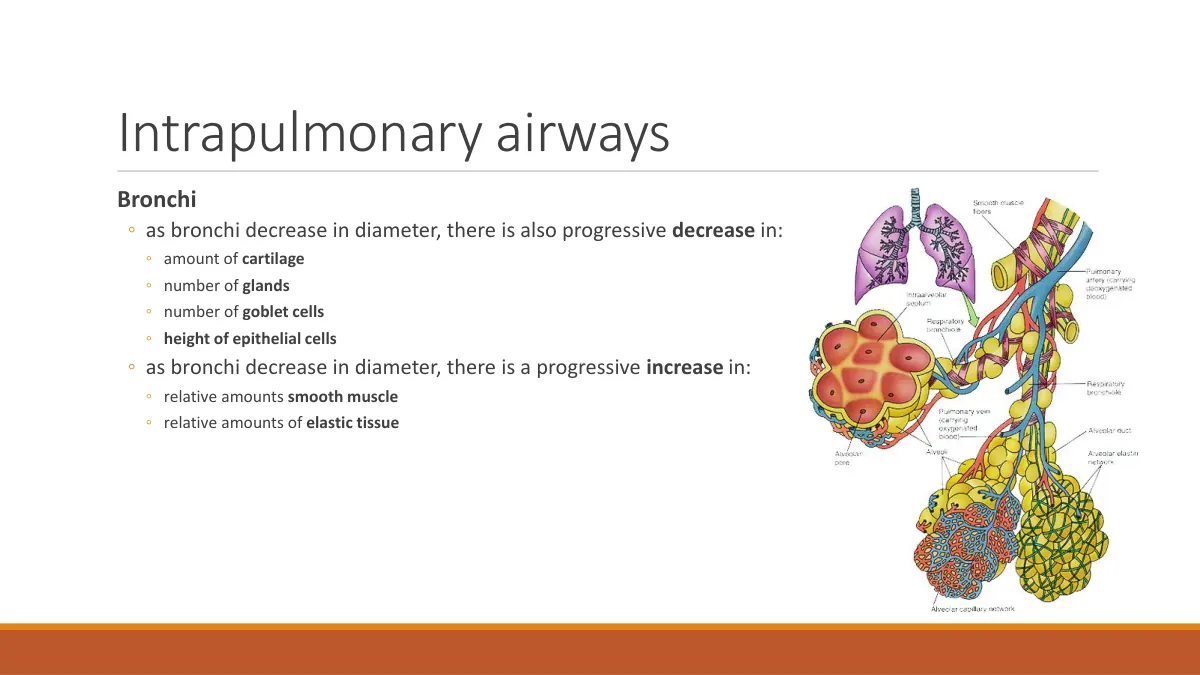 Intrapulmonary airways
Bronchi
◦ as bronchi decrease in diameter, there is also progressive decrease in:
◦ amount of cartilage
◦ number of glands
◦ number of goblet cells
◦ height of epithelial cells
◦ as bronchi decrease in diameter, there is a progressive increase in:
◦ relative amounts smooth muscle
◦ relative amounts of elastic tissue
Smooth muscle
fibers
Pulmonary
artery (carrying
deoxygenated
blood)
Intraalveolar
septum
Respiratory
bronchiole
Respiratory
bronchiole
Pulmonary vein
(carrying
oxygenated
blood)
Alveolar duct
Alveolar
pore
Alveoli
Alveolar elastin
network
Alveolar capillary network